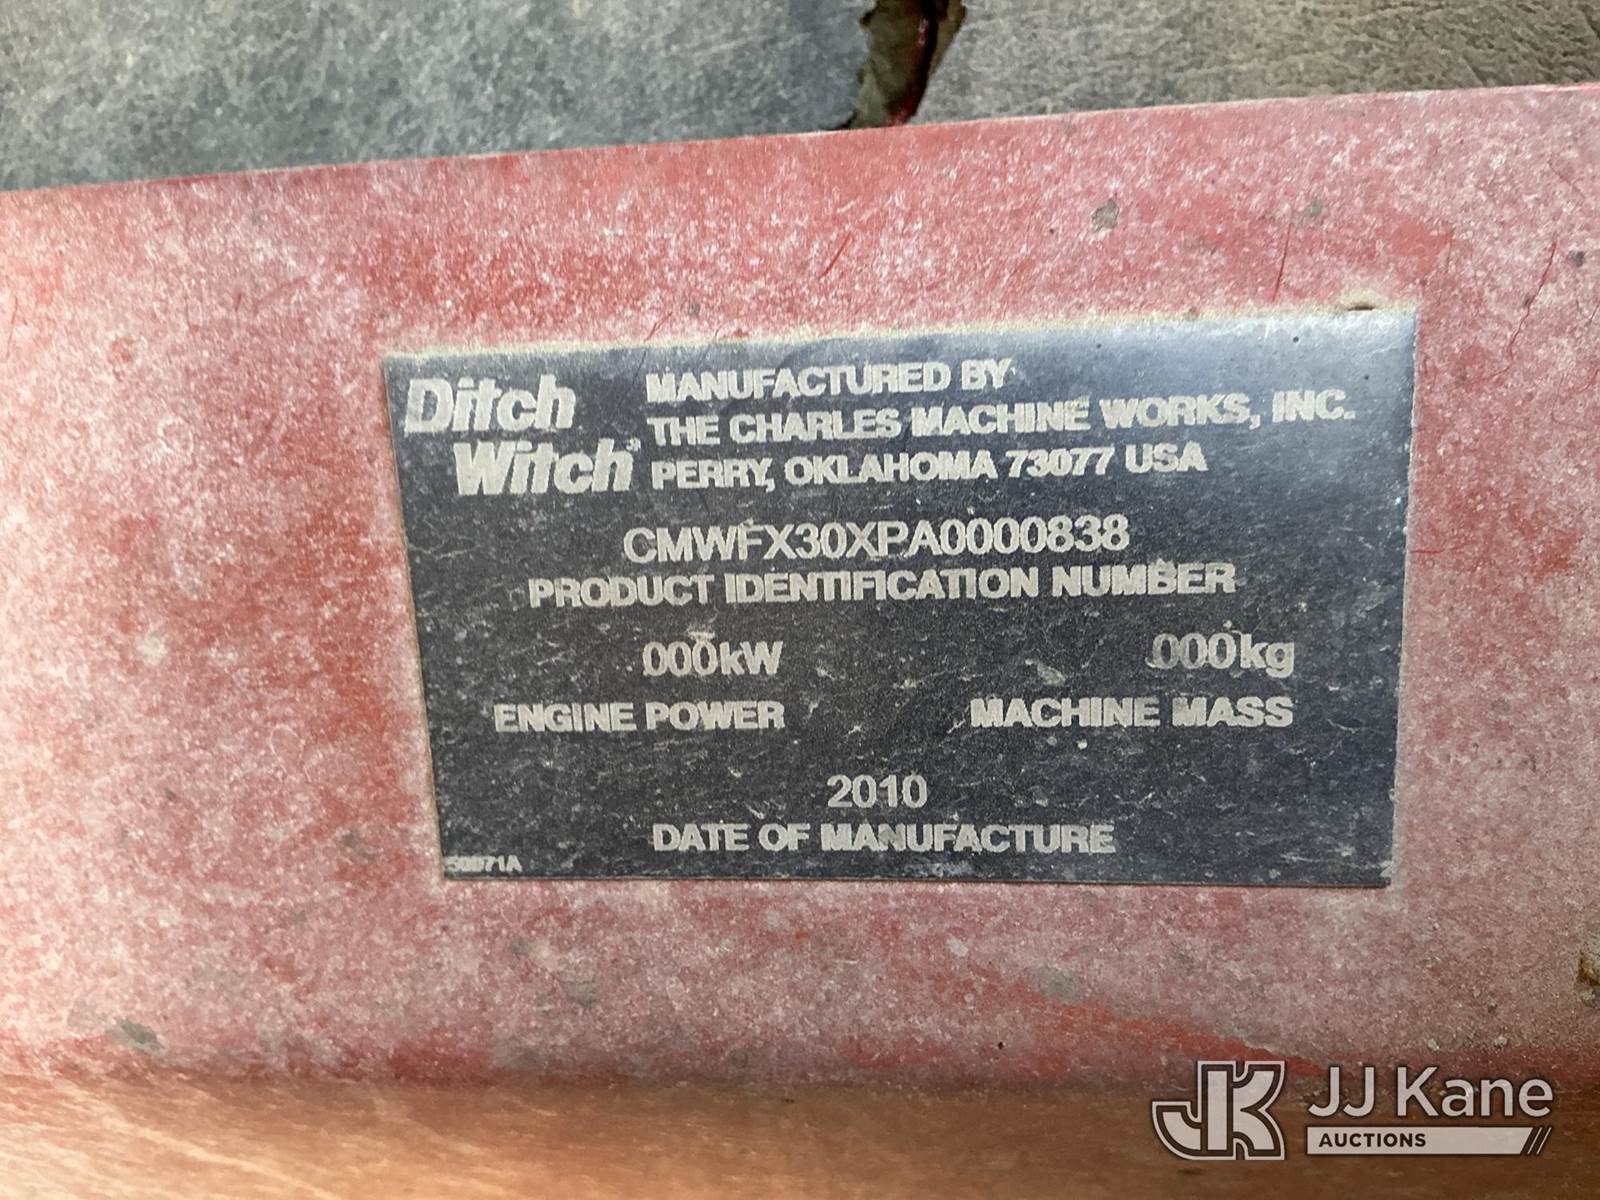 Ditch Witch®
MANUFACTURED BY
THE CHARLES MACHINE WORKS, INC.
PERRY, OKLAHOMA 73077 USA
CMWFX30XPA0000838
PRODUCT IDENTIFICATION NUMBER
000kW
ENGINE POWER
000kg
MACHINE MASS
2010
DATE OF MANUFACTURE
JK
JJ Kane
AUCTIONS